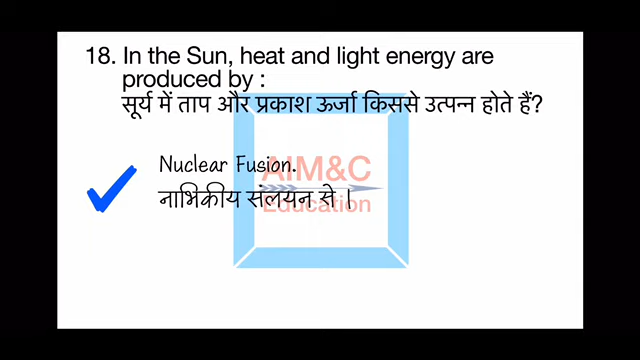 18. In the Sun, heat and light energy are
produced by :
सूर्य में ताप और प्रकाश ऊर्जा किससे उत्पन्न होते हैं?
Nuclear Fusion.
AIM&C
नाभिकीय संलयन से ।
Education